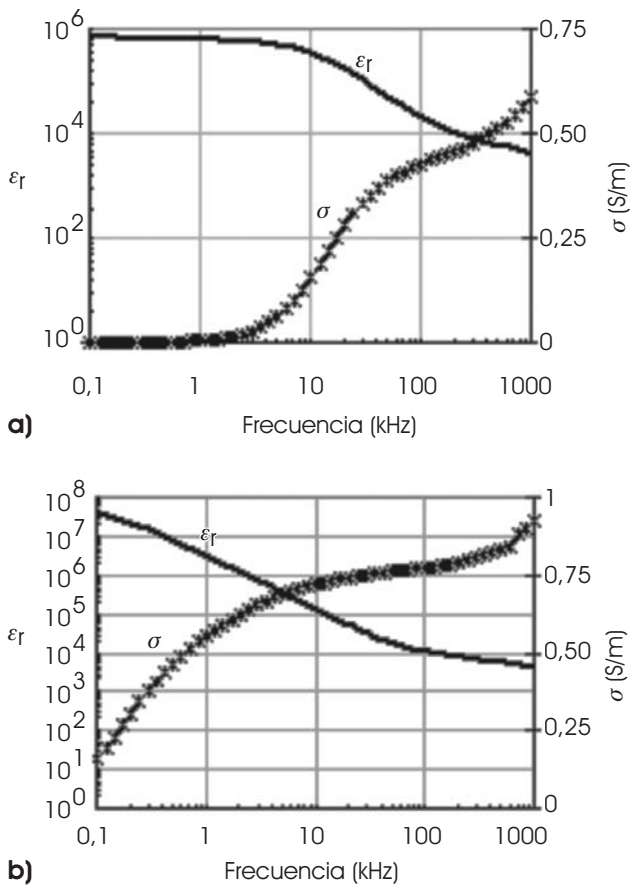 10^6
10^4
10^2
10^0
ε_r
ε_r
σ
0,75
0,50
0,25
0
σ (S/m)
0,1 1 10 100 1000
a) Frecuencia (kHz)
10^8
10^7
10^6
10^5
10^4
10^3
10^2
10^1
10^0
ε_r
ε_r
σ
1
0,75
0,50
0,25
0
σ (S/m)
0,1 1 10 100 1000
b) Frecuencia (kHz)